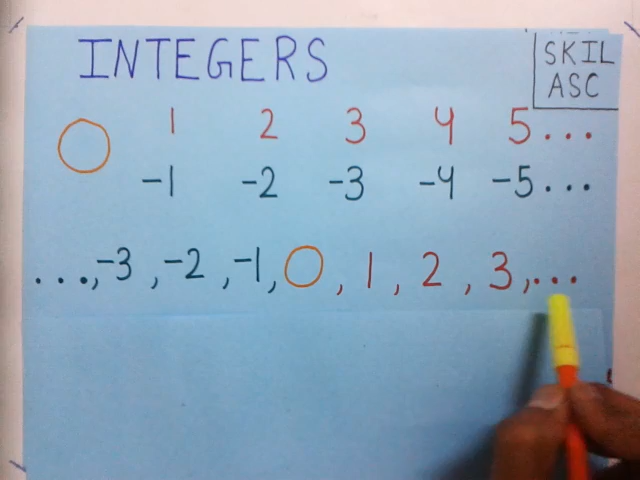 INTEGERS
SKIL
ASC
0 1 2 3 4 5...
-1 -2 -3 -4 -5...
...,-3,-2,-1,0,1,2,3,...